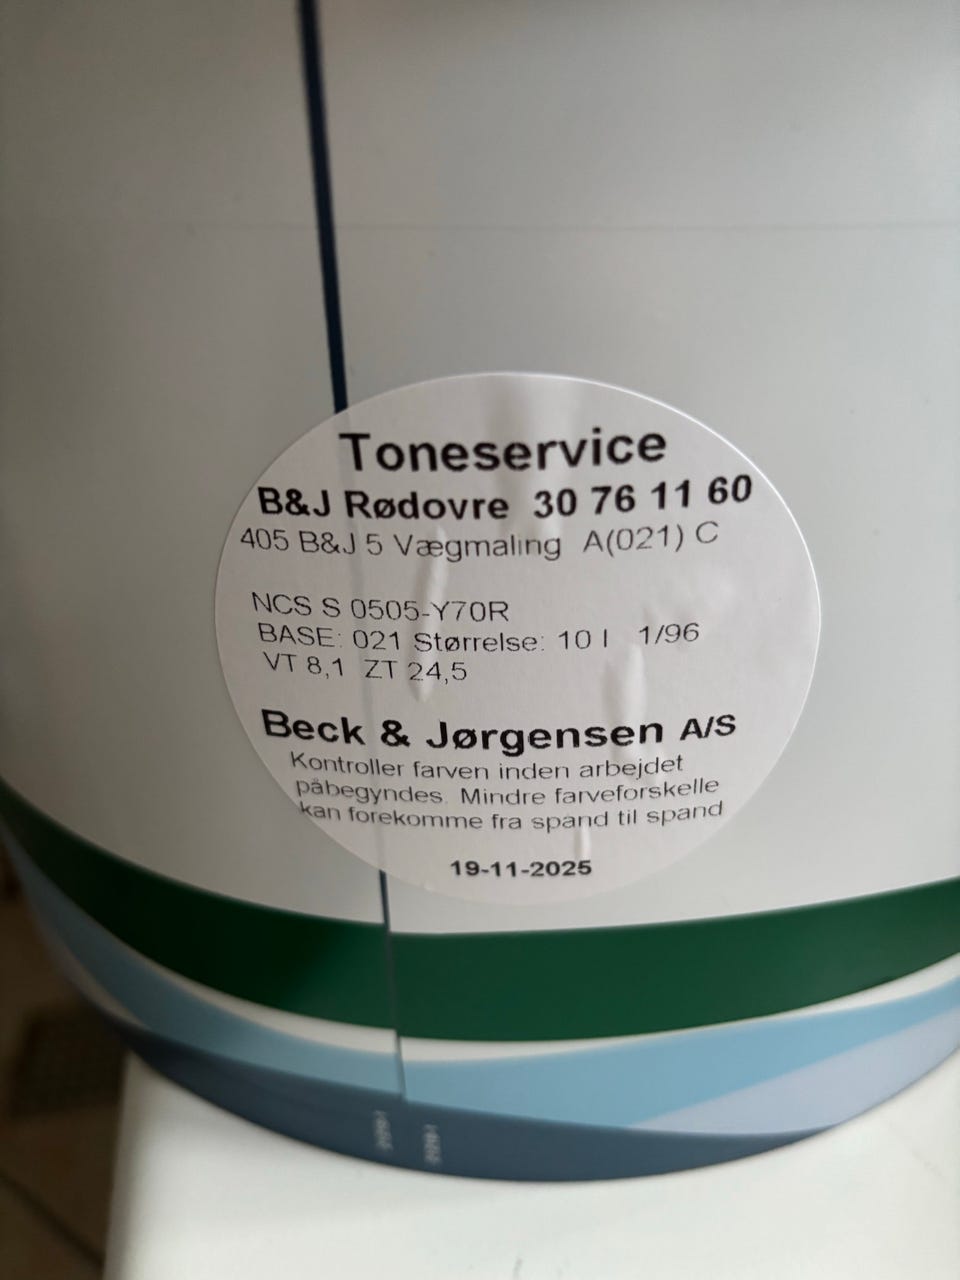 Toneservice
B&J Rødovre 30 76 11 60
405 B&J 5 Vægmaling A(021) C
NCS S 0505-Y70R
BASE: 021 Størrelse: 10 l 1/96
VT 8,1 ZT 24,5
Beck & Jørgensen A/S
Kontroller farven inden arbejdet
påbegyndes. Mindre farveforskelle
kan forekomme fra spand til spand
19-11-2025